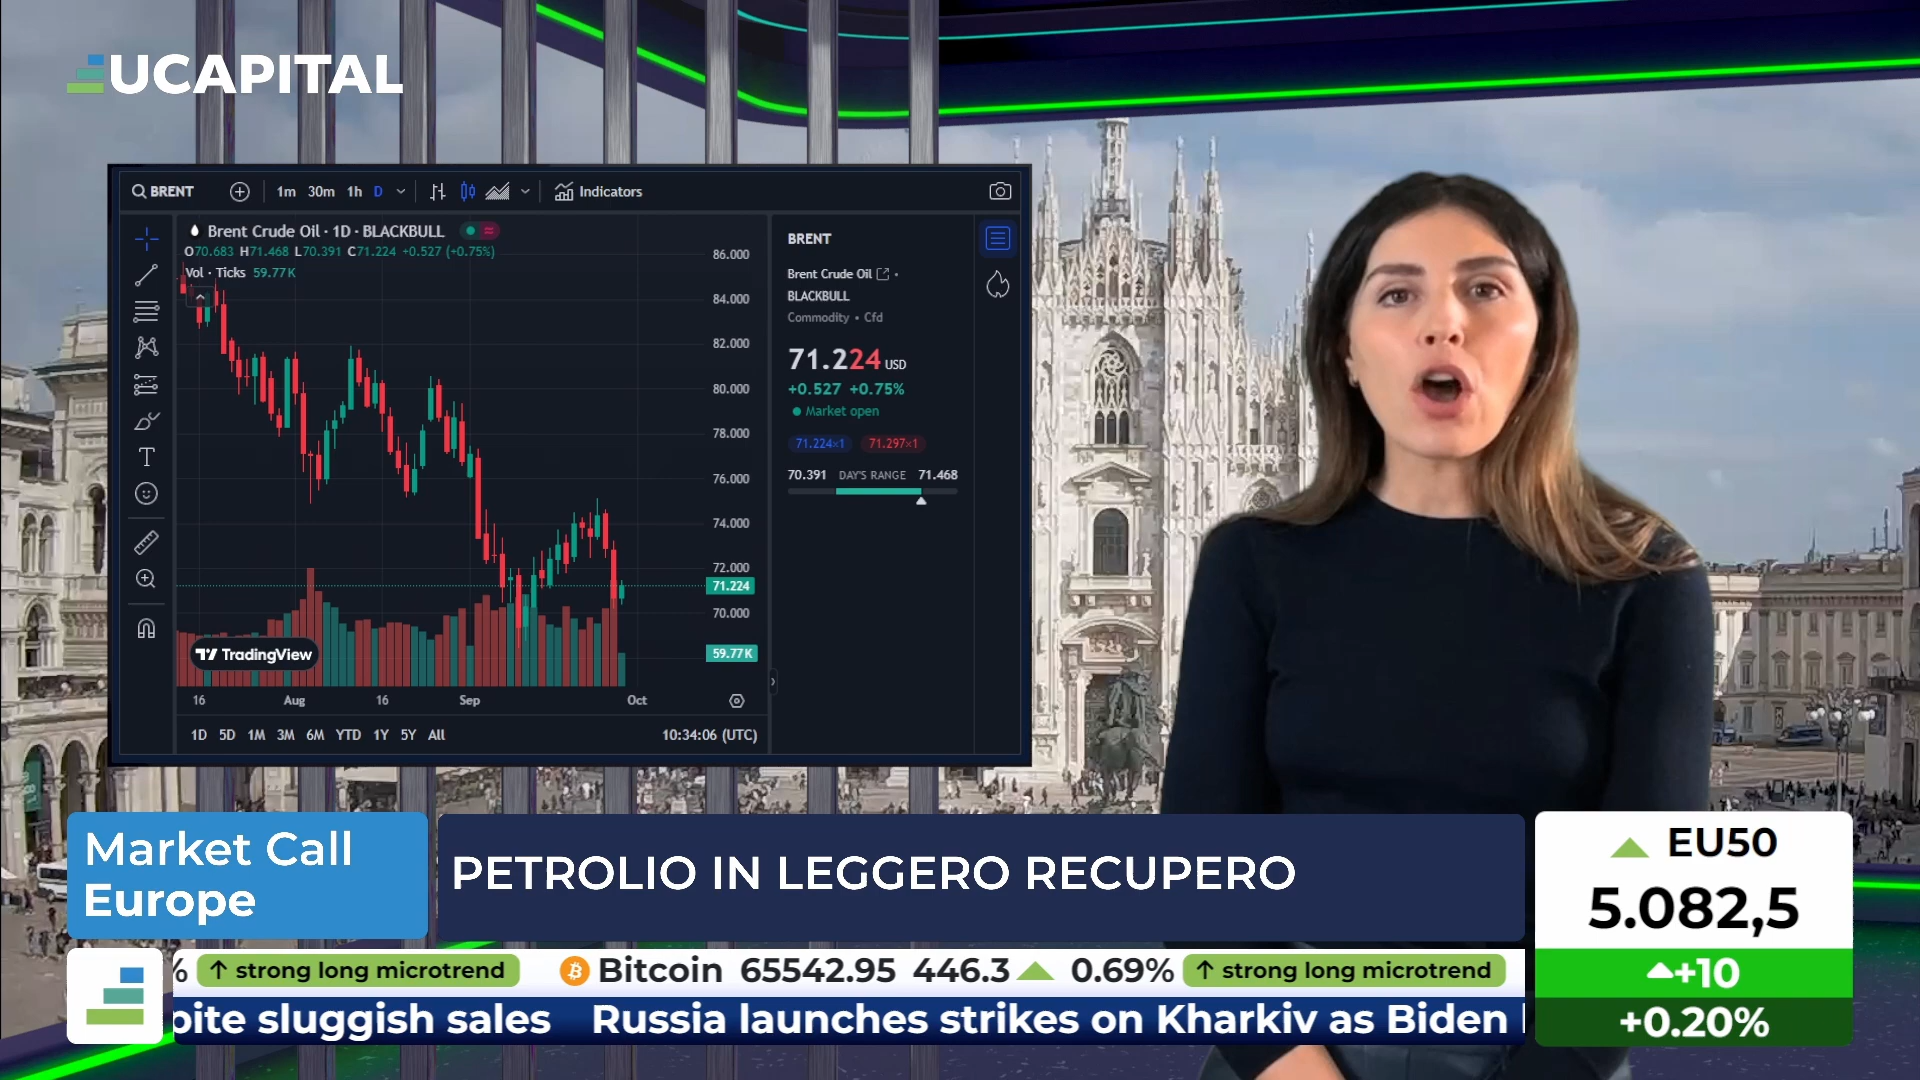 UCAPITAL
BRENT
1m 30m 1h D
Indicators
Brent Crude Oil · 1D · BLACKBULL
O70.683 H71.468 L70.391 C71.224 +0.527 (+0.75%)
Vol · Ticks 59.77K
86.000
84.000
82.000
80.000
78.000
76.000
74.000
72.000
71.224
70.000
59.77K
TradingView
16 Aug 16 Sep Oct
1D 5D 1M 3M 6M YTD 1Y 5Y All
10:34:06 (UTC)
BRENT
Brent Crude Oil •
BLACKBULL
Commodity • Cfd
71.224 USD
+0.527 +0.75%
Market open
71.224×1 71.297×1
70.391 DAY'S RANGE 71.468
Market Call
Europe
PETROLIO IN LEGGERO RECUPERO
EU50
5.082,5
+10
+0.20%
% ↑ strong long microtrend Bitcoin 65542.95 446.3 0.69% ↑ strong long microtrend
pite sluggish sales Russia launches strikes on Kharkiv as Biden